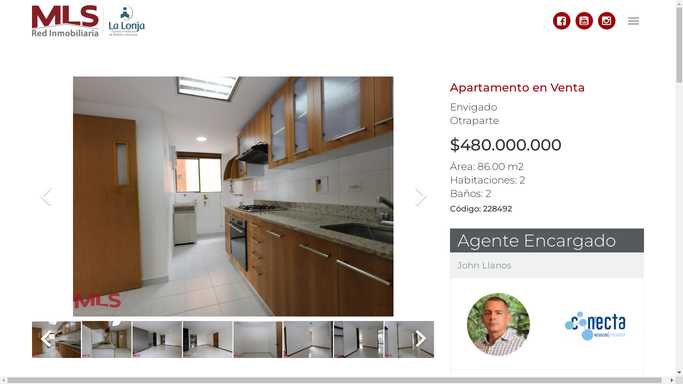 MLS
Red Inmobiliaria
La Lonja
Apartamento en Venta
Envigado
Otraparte
$480.000.000
Área: 86.00 m2
Habitaciones: 2
Baños: 2
Código: 228492
Agente Encargado
John Llanos
MLS
conecta